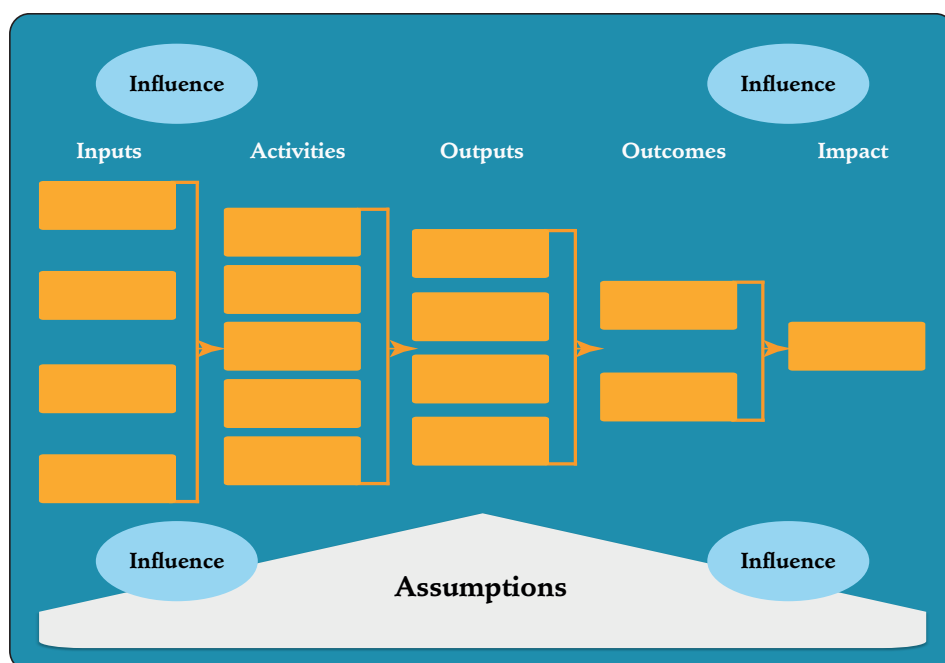 Influence
Influence
Inputs
Activities
Outputs
Outcomes
Impact
Influence
Influence
Assumptions